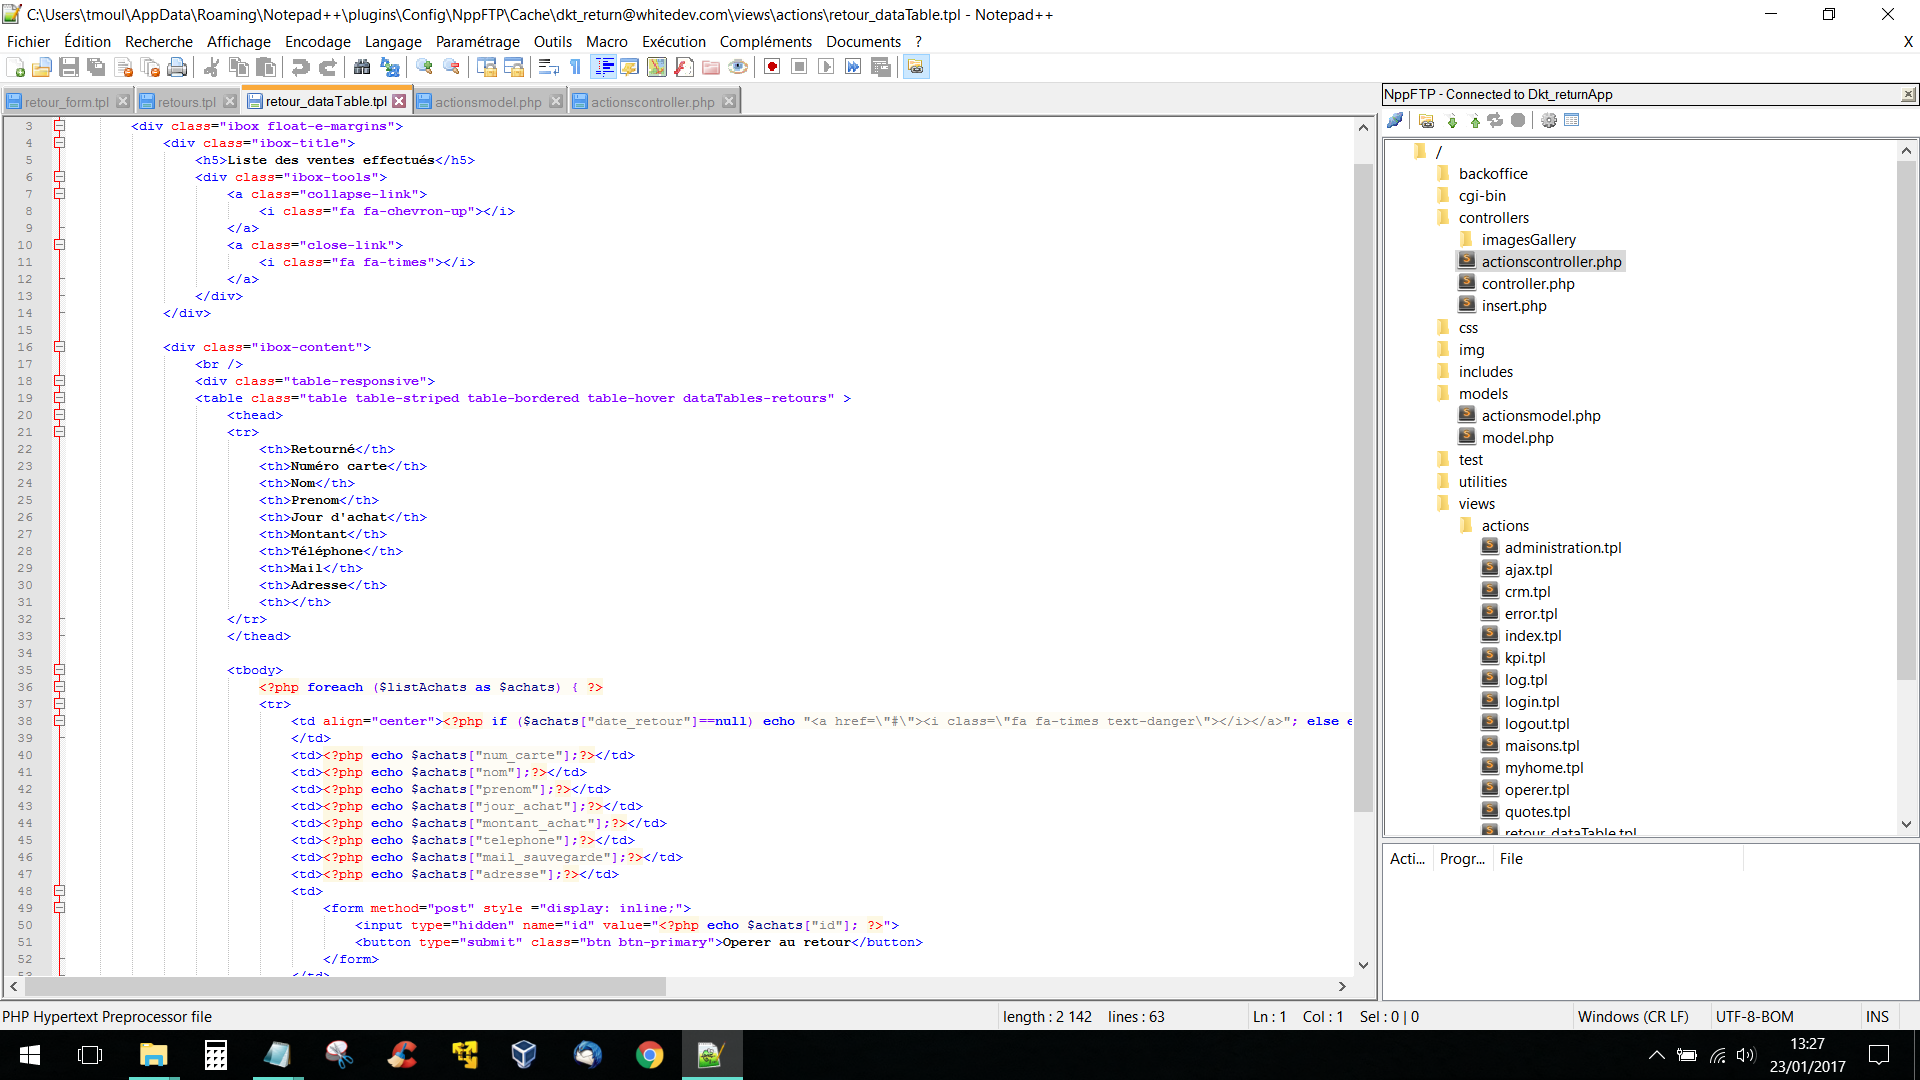 C:\Users\tmoul\AppData\Roaming\Notepad++\plugins\Config\NppFTP\Cache\dkt_return@whitedev.com\views\actions\retour_dataTable.tpl - Notepad++
Fichier Édition Recherche Affichage Encodage Langage Paramétrage Outils Macro Exécution Compléments Documents ? X
retour_form.tpl retours.tpl retour_dataTable.tpl actionsmodel.php actionscontroller.php
3 <div class="ibox float-e-margins">
4 <div class="ibox-title">
5 <h5>Liste des ventes effectués</h5>
6 <div class="ibox-tools">
7 <a class="collapse-link">
8 <i class="fa fa-chevron-up"></i>
9 </a>
10 <a class="close-link">
11 <i class="fa fa-times"></i>
12 </a>
13 </div>
14 </div>
15
16 <div class="ibox-content">
17 <br />
18 <div class="table-responsive">
19 <table class="table table-striped table-bordered table-hover dataTables-retours" >
20 <thead>
21 <tr>
22 <th>Retourné</th>
23 <th>Numéro carte</th>
24 <th>Nom</th>
25 <th>Prenom</th>
26 <th>Jour d'achat</th>
27 <th>Montant</th>
28 <th>Téléphone</th>
29 <th>Mail</th>
30 <th>Adresse</th>
31 <th></th>
32 </tr>
33 </thead>
34
35 <tbody>
36 <?php foreach ($listAchats as $achats) { ?>
37 <tr>
38 <td align="center"><?php if ($achats["date_retour"]==null) echo "<a href=\"#\"><i class=\"fa fa-times text-danger\"></i></a>"; else e
39 </td>
40 <td><?php echo $achats["num_carte"];?></td>
41 <td><?php echo $achats["nom"];?></td>
42 <td><?php echo $achats["prenom"];?></td>
43 <td><?php echo $achats["jour_achat"];?></td>
44 <td><?php echo $achats["montant_achat"];?></td>
45 <td><?php echo $achats["telephone"];?></td>
46 <td><?php echo $achats["mail_sauvegarde"];?></td>
47 <td><?php echo $achats["adresse"];?></td>
48 <td>
49 <form method="post" style ="display: inline;">
50 <input type="hidden" name="id" value="<?php echo $achats["id"]; ?>">
51 <button type="submit" class="btn btn-primary">Operer au retour</button>
52 </form>
53 </td>
NppFTP - Connected to Dkt_returnApp
/
backoffice
cgi-bin
controllers
imagesGallery
actionscontroller.php
controller.php
insert.php
css
img
includes
models
actionsmodel.php
model.php
test
utilities
views
actions
administration.tpl
ajax.tpl
crm.tpl
error.tpl
index.tpl
kpi.tpl
log.tpl
login.tpl
logout.tpl
maisons.tpl
myhome.tpl
operer.tpl
quotes.tpl
retour_dataTable.tpl
Acti... Progr... File
PHP Hypertext Preprocessor file length : 2 142 lines : 63 Ln : 1 Col : 1 Sel : 0 | 0 Windows (CR LF) UTF-8-BOM INS
13:27
23/01/2017